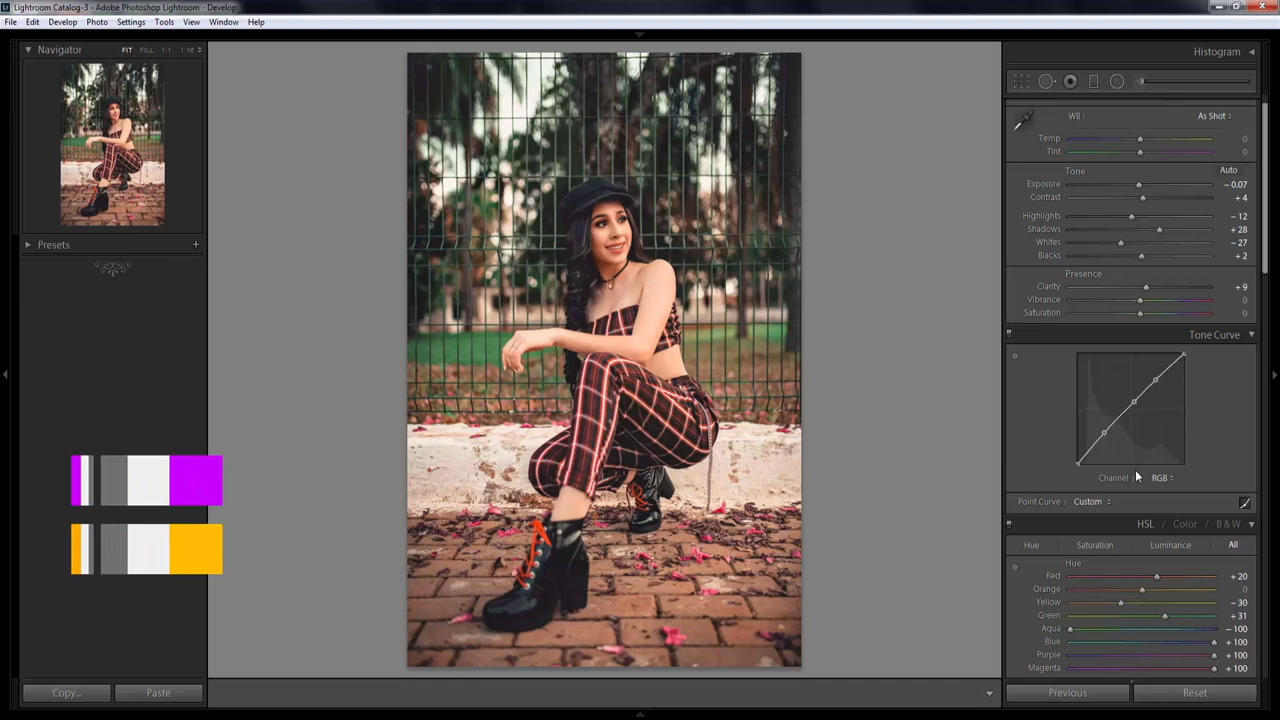 Lightroom Catalog-3 - Adobe Photoshop Lightroom - Develop
File Edit Develop Photo Settings Tools View Window Help
Navigator FIT FILL 1:1 1:16
Presets +
Copy... Paste
Histogram
WB: As Shot
Temp 0
Tint 0
Tone Auto
Exposure - 0.07
Contrast + 4
Highlights - 12
Shadows + 28
Whites - 27
Blacks + 2
Presence
Clarity + 9
Vibrance 0
Saturation 0
Tone Curve
Channel : RGB
Point Curve : Custom
HSL / Color / B & W
Hue Saturation Luminance All
Hue
Red + 20
Orange 0
Yellow - 30
Green + 31
Aqua - 100
Blue + 100
Purple + 100
Magenta + 100
Previous Reset